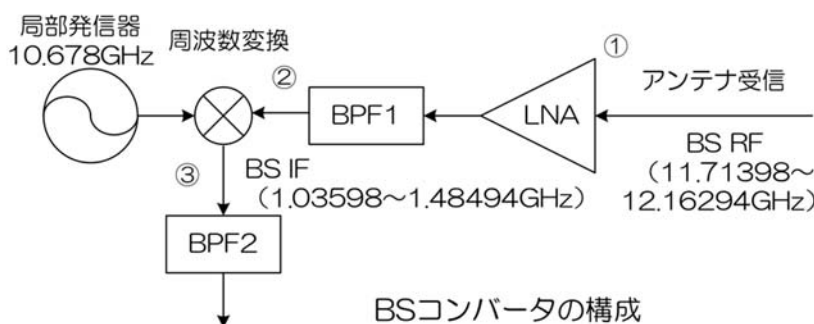 局部発信器
10.678GHz
周波数変換
①
②
BPF1
LNA
アンテナ受信
BS RF
（11.71398～
12.16294GHz）
③
BS IF
（1.03598～1.48494GHz）
BPF2
BSコンバータの構成